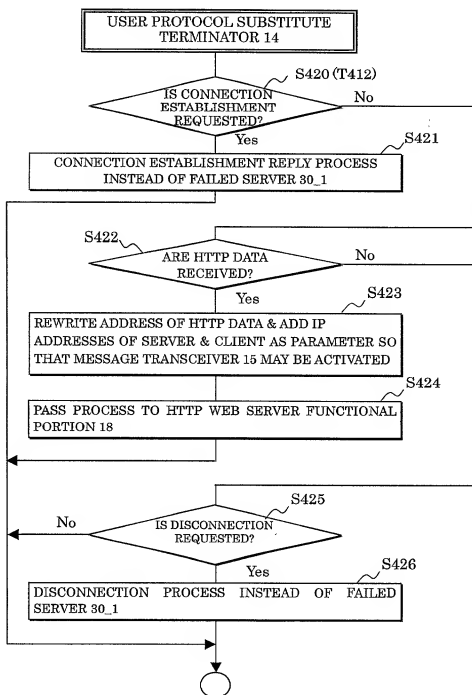 USER PROTOCOL SUBSTITUTE
TERMINATOR 14
S420 (T412)
IS CONNECTION
ESTABLISHMENT
REQUESTED?
No
Yes
S421
CONNECTION ESTABLISHMENT REPLY PROCESS
INSTEAD OF FAILED SERVER 30_1
S422
ARE HTTP DATA
RECEIVED?
No
Yes
S423
REWRITE ADDRESS OF HTTP DATA & ADD IP
ADDRESSES OF SERVER & CLIENT AS PARAMETER SO
THAT MESSAGE TRANSCEIVER 15 MAY BE ACTIVATED
S424
PASS PROCESS TO HTTP WEB SERVER FUNCTIONAL
PORTION 18
S425
No
IS DISCONNECTION
REQUESTED?
Yes
S426
DISCONNECTION PROCESS INSTEAD OF FAILED
SERVER 30_1